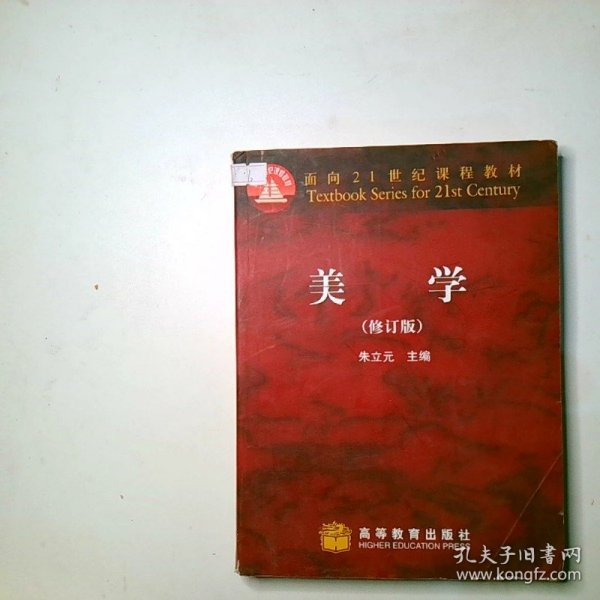 面向21世纪课程教材
Textbook Series for 21st Century
美 学
(修订版)
朱立元 主编
高等教育出版社
HIGHER EDUCATION PRESS
孔夫子旧书网
www.kongfz.com